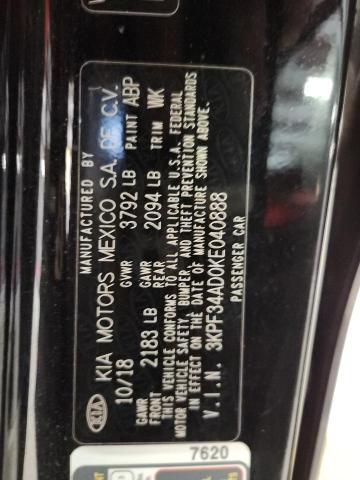 MANUFACTURED BY
KIA KIA MOTORS MEXICO S.A. DE C.V.
10/18 GVWR 3792 LB PAINT ABP
GAWR FRONT 2183 LB GAWR REAR 2094 LB TRIM WK
THIS VEHICLE CONFORMS TO ALL APPLICABLE U.S.A. FEDERAL
MOTOR VEHICLE SAFETY, BUMPER, AND THEFT PREVENTION STANDARDS
IN EFFECT ON THE DATE OF MANUFACTURE SHOWN ABOVE.
V.I.N. 3KPF34AD0KE040888
PASSENGER CAR
7620